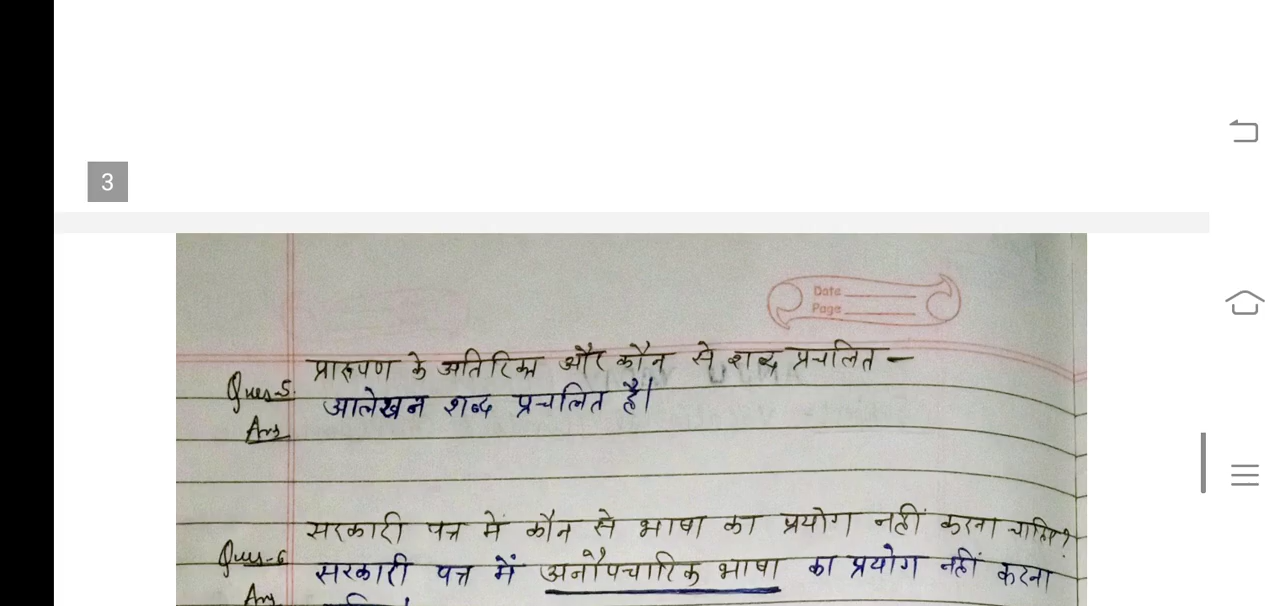 3
Date
Page
प्रारूपण के अतिरिक्त और कौन से शब्द प्रचलित –
Ques-5.
आलेखन शब्द प्रचलित है।
Ans
सरकारी पत्र में कौन से भाषा का प्रयोग नहीं करना चाहिए?
Ques-6
सरकारी पत्र में अनौपचारिक भाषा का प्रयोग नहीं करना
Ans